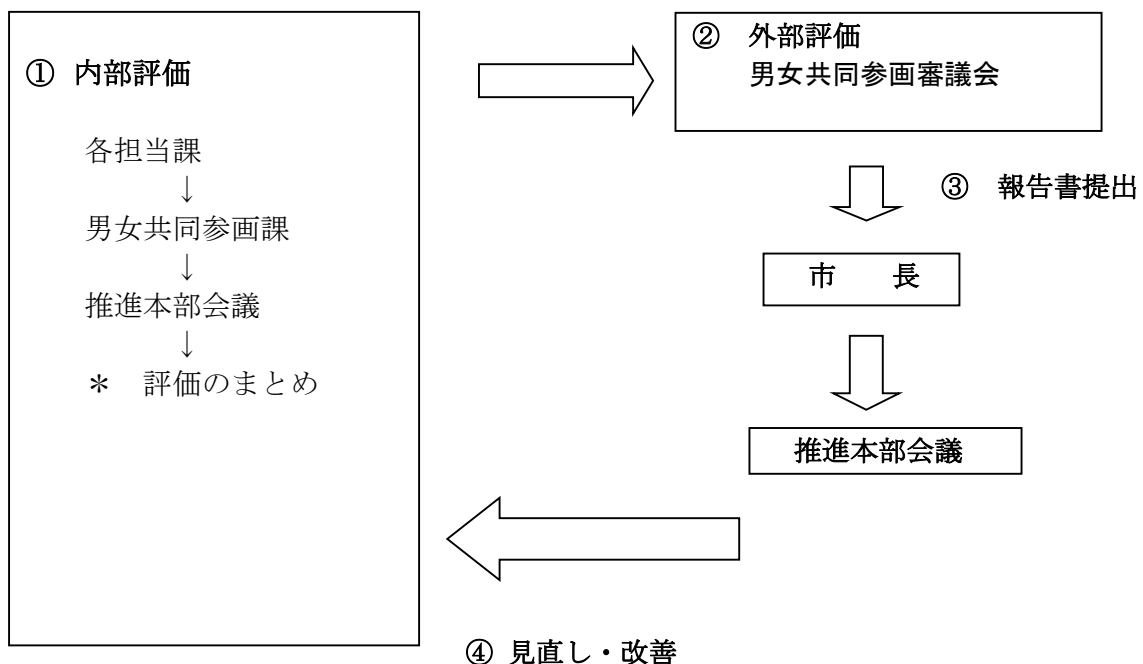 ① 内部評価
各担当課
↓
男女共同参画課
↓
推進本部会議
↓
＊ 評価のまとめ
② 外部評価
男女共同参画審議会
③ 報告書提出
市 長
推進本部会議
④ 見直し・改善